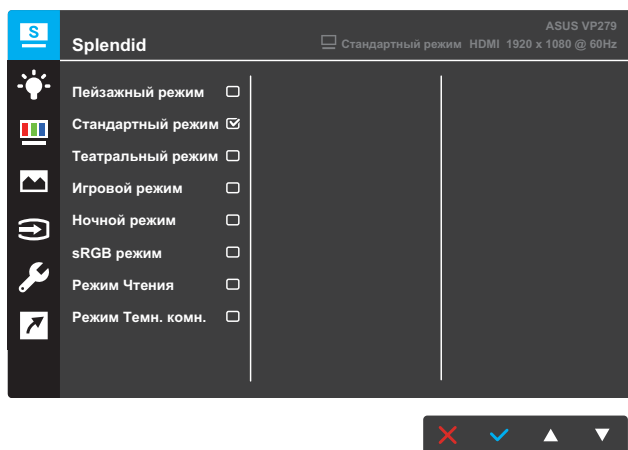 S
ASUS VP279
Splendid
Стандартный режим HDMI 1920 x 1080 @ 60Hz
Пейзажный режим
Стандартный режим
Театральный режим
Игровой режим
Ночной режим
sRGB режим
Режим Чтения
Режим Темн. комн.